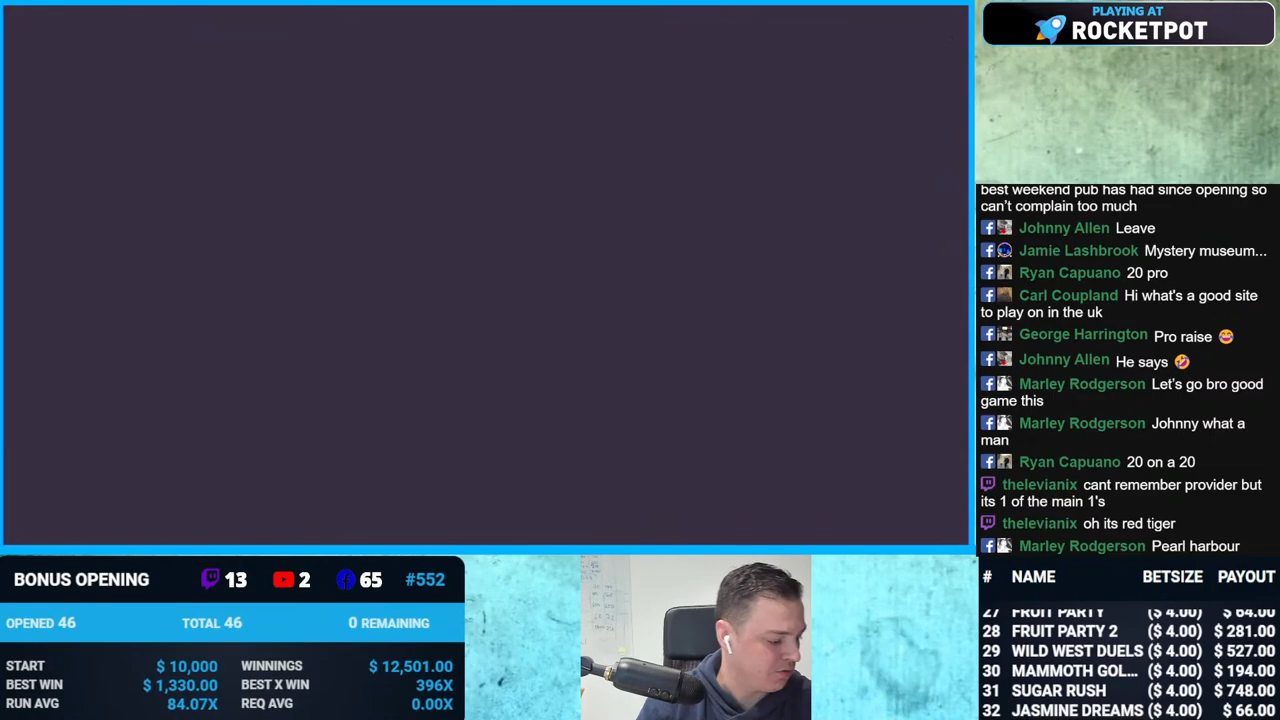 PLAYING AT
ROCKETPOT
best weekend pub has had since opening so
can't complain too much
Johnny Allen Leave
Jamie Lashbrook Mystery museum...
Ryan Capuano 20 pro
Carl Coupland Hi what's a good site
to play on in the uk
George Harrington Pro raise 😂
Johnny Allen He says 🤣
Marley Rodgerson Let's go bro good
game this
Marley Rodgerson Johnny what a
man
Ryan Capuano 20 on a 20
thelevianix cant remember provider but
its 1 of the main 1's
thelevianix oh its red tiger
Marley Rodgerson Pearl harbour
BONUS OPENING 13 2 65 #552
OPENED 46 TOTAL 46 0 REMAINING
START $ 10,000 WINNINGS $ 12,501.00
BEST WIN $ 1,330.00 BEST X WIN 396X
RUN AVG 84.07X REQ AVG 0.00X
# NAME BETSIZE PAYOUT
27 FRUIT PARTY ($ 4.00) $ 64.00
28 FRUIT PARTY 2 ($ 4.00) $ 281.00
29 WILD WEST DUELS ($ 4.00) $ 527.00
30 MAMMOTH GOL... ($ 4.00) $ 194.00
31 SUGAR RUSH ($ 4.00) $ 748.00
32 JASMINE DREAMS ($ 4.00) $ 66.00